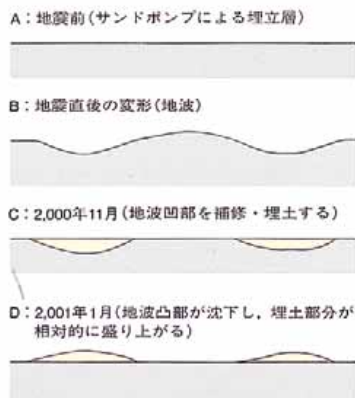 A：地震前(サンドポンプによる埋立層)
B：地震直後の変形(地波)
C：2,000年11月(地波凹部を補修・埋土する)
D：2,001年1月(地波凸部が沈下し，埋土部分が
相対的に盛り上がる)